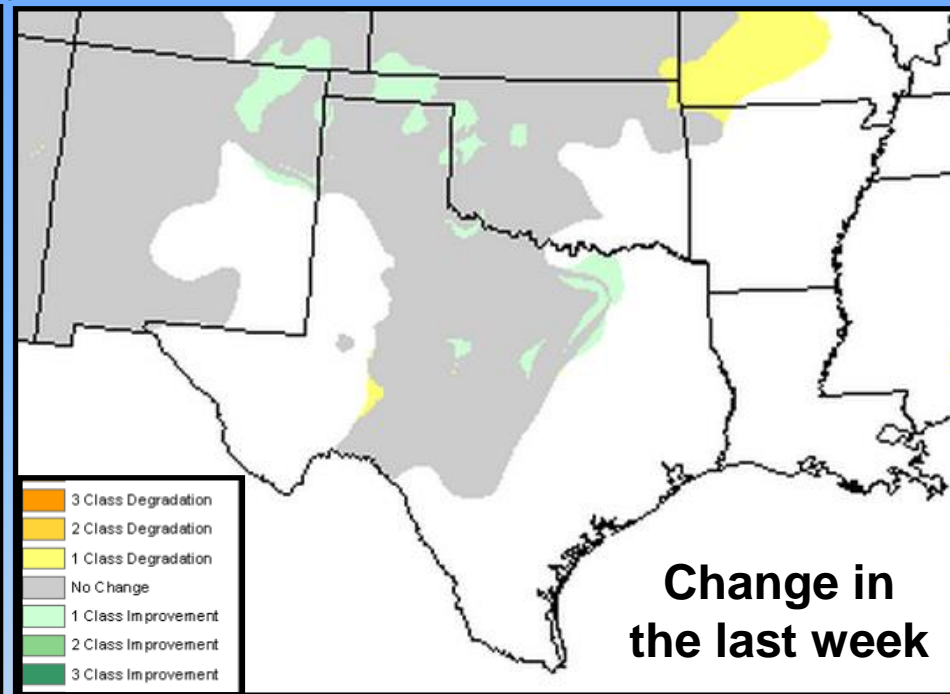 3 Class Degradation
2 Class Degradation
1 Class Degradation
No Change
1 Class Improvement
2 Class Improvement
3 Class Improvement
Change in
the last week